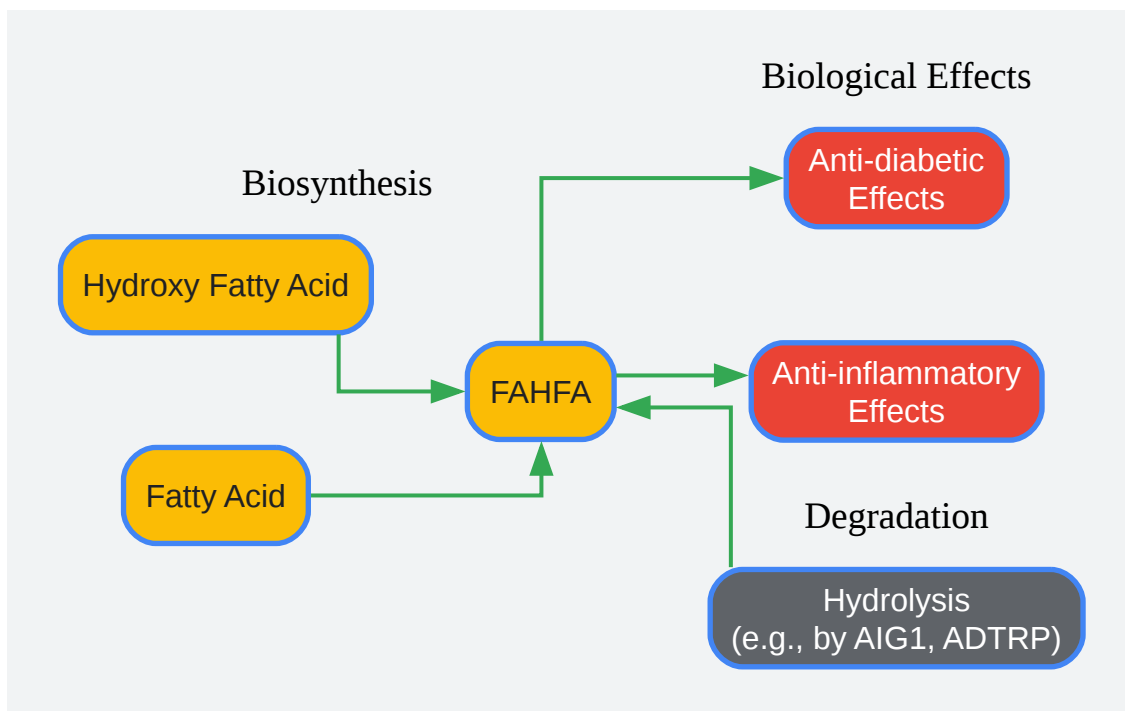 Biological Effects
Anti-diabetic
Effects
Biosynthesis
Hydroxy Fatty Acid
FAHFA
Anti-inflammatory
Effects
Fatty Acid
Degradation
Hydrolysis
(e.g., by AIG1, ADTRP)